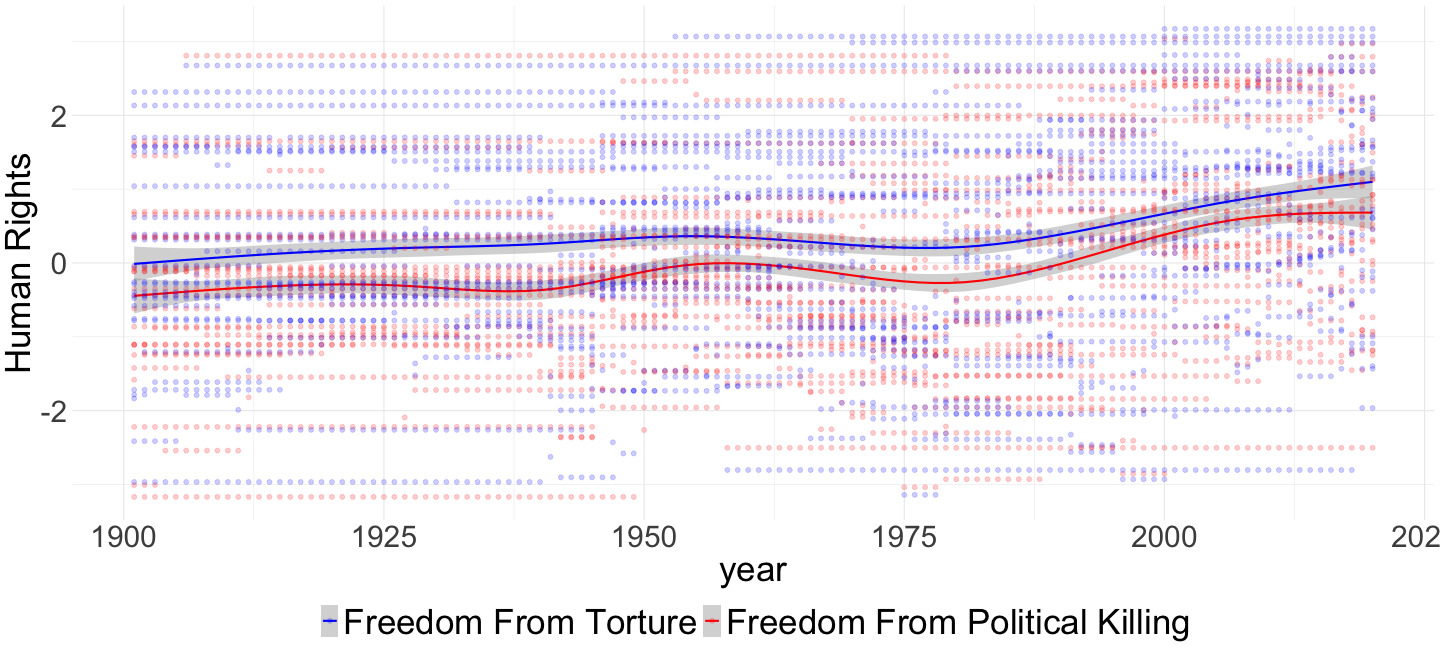 Human Rights
2
0
-2
1900 1925 1950 1975 2000 202
year
Freedom From Torture Freedom From Political Killing